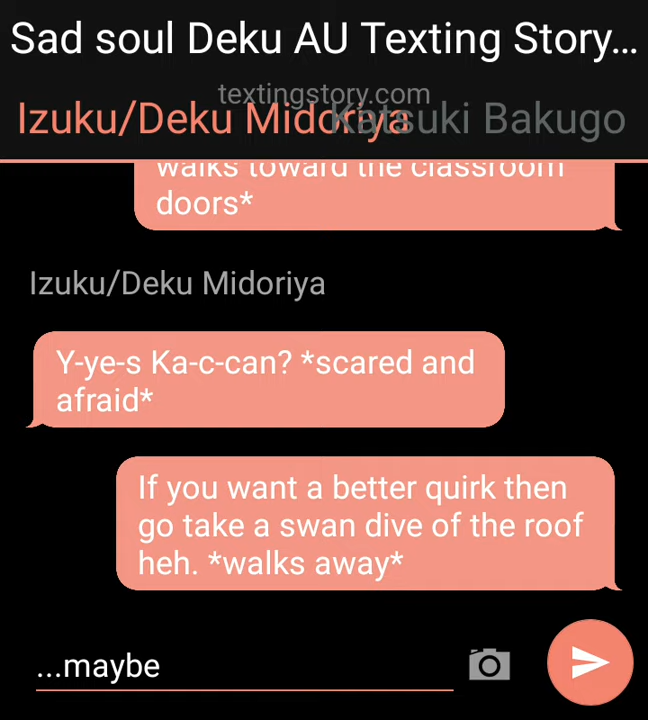 Sad soul Deku AU Texting Story...
textingstory.com
Izuku/Deku Midoriya Katsuki Bakugo
walks toward the classroom
doors*
Izuku/Deku Midoriya
Y-ye-s Ka-c-can? *scared and
afraid*
If you want a better quirk then
go take a swan dive of the roof
heh. *walks away*
...maybe